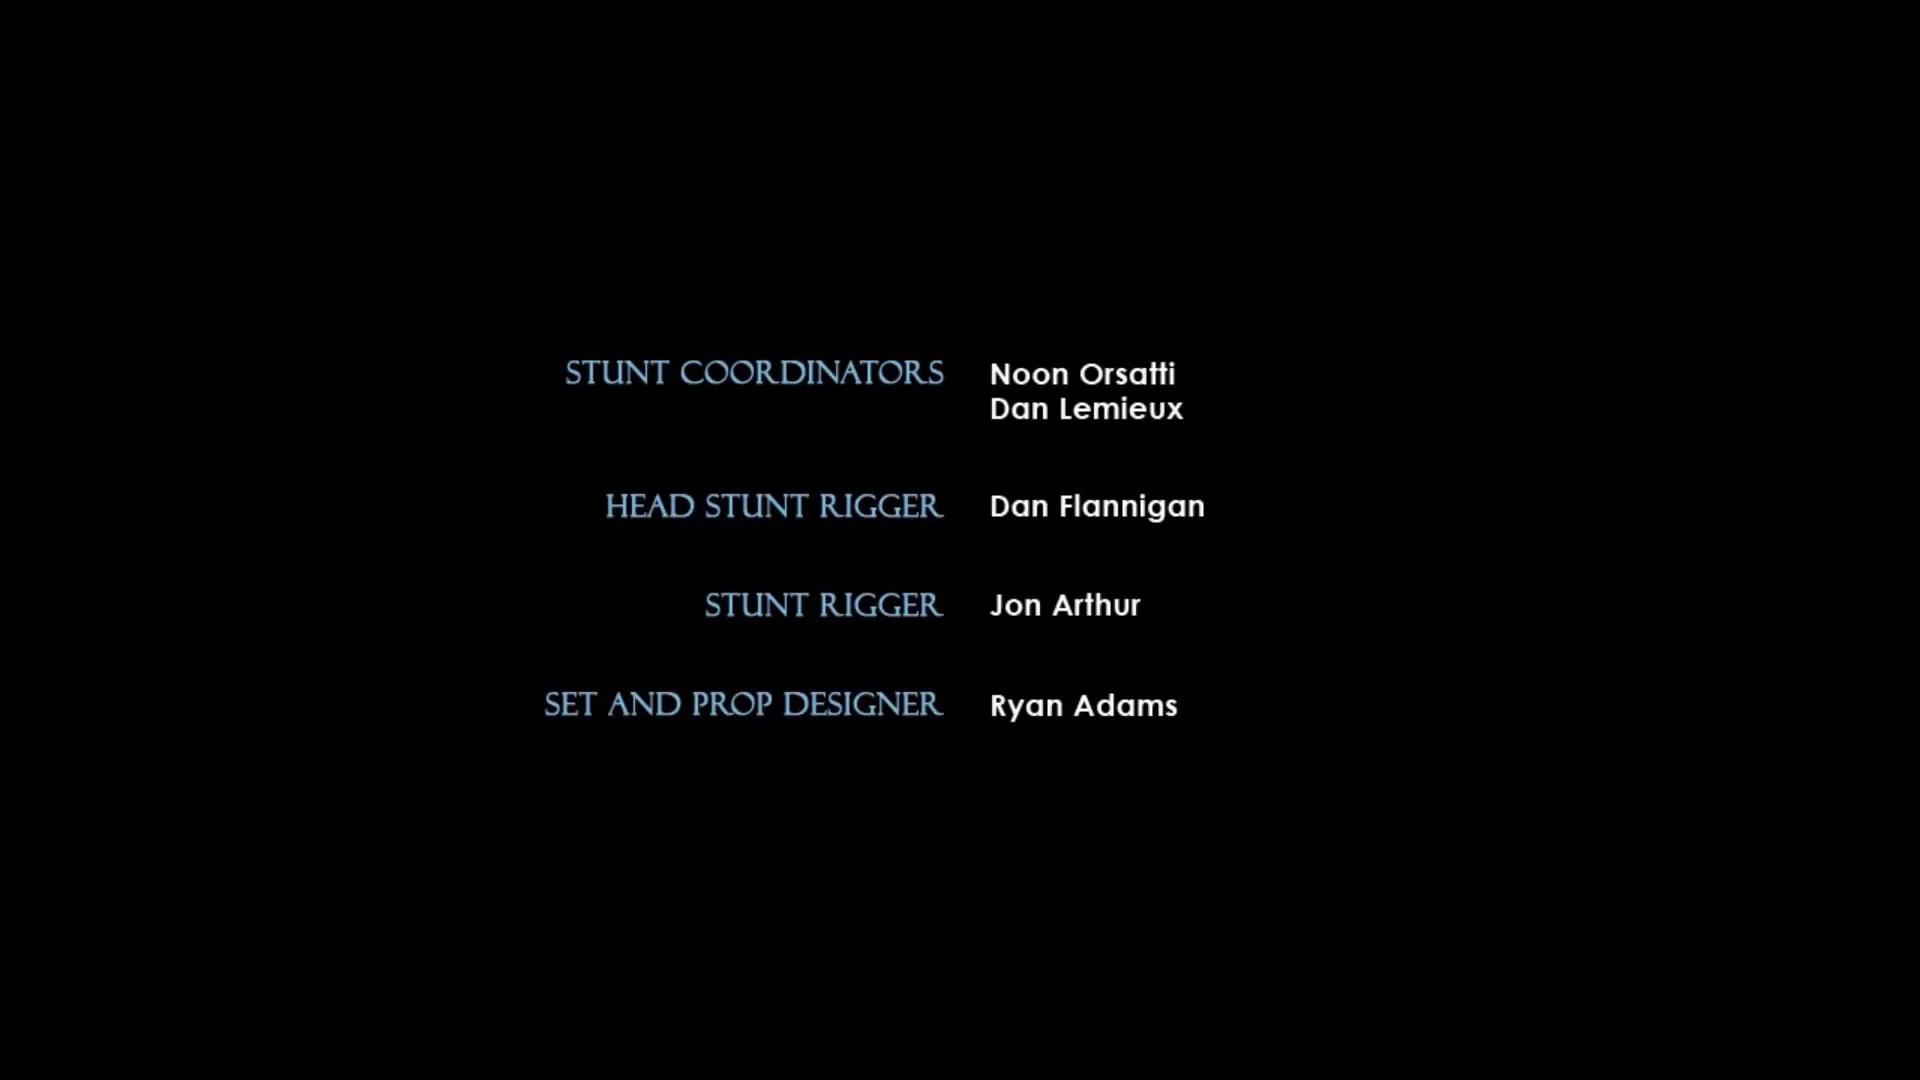 STUNT COORDINATORS Noon Orsatti
Dan Lemieux
HEAD STUNT RIGGER Dan Flannigan
STUNT RIGGER Jon Arthur
SET AND PROP DESIGNER Ryan Adams